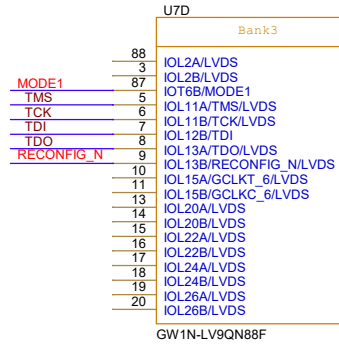 U7D
Bank3
88 IOL2A/LVDS
3 IOL2B/LVDS
MODE1 87 IOT6B/MODE1
TMS 5 IOL11A/TMS/LVDS
TCK 6 IOL11B/TCK/LVDS
TDI 7 IOL12B/TDI
TDO 8 IOL13A/TDO/LVDS
RECONFIG_N 9 IOL13B/RECONFIG_N/LVDS
10 IOL15A/GCLKT_6/LVDS
11 IOL15B/GCLKC_6/LVDS
13 IOL20A/LVDS
14 IOL20B/LVDS
15 IOL22A/LVDS
16 IOL22B/LVDS
17 IOL24A/LVDS
18 IOL24B/LVDS
19 IOL26A/LVDS
20 IOL26B/LVDS
GW1N-LV9QN88F